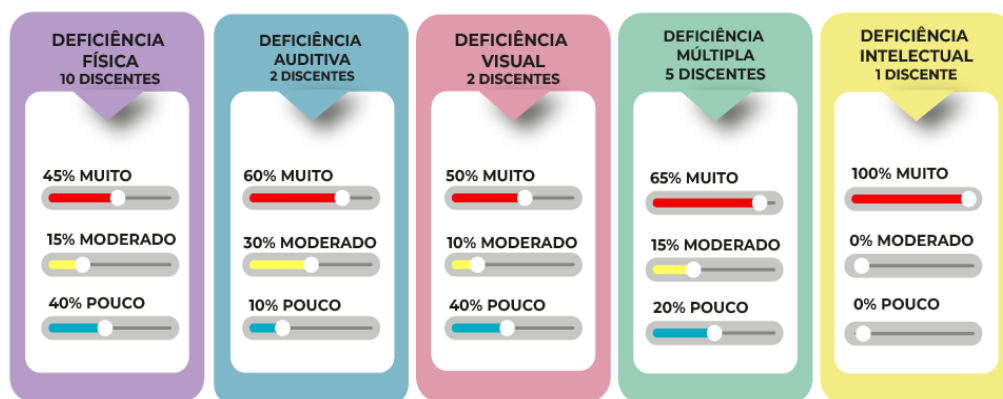 DEFICIÊNCIA
FÍSICA
10 DISCENTES
45% MUITO
15% MODERADO
40% POUCO
DEFICIÊNCIA
AUDITIVA
2 DISCENTES
60% MUITO
30% MODERADO
10% POUCO
DEFICIÊNCIA
VISUAL
2 DISCENTES
50% MUITO
10% MODERADO
40% POUCO
DEFICIÊNCIA
MÚLTIPLA
5 DISCENTES
65% MUITO
15% MODERADO
20% POUCO
DEFICIÊNCIA
INTELECTUAL
1 DISCENTE
100% MUITO
0% MODERADO
0% POUCO